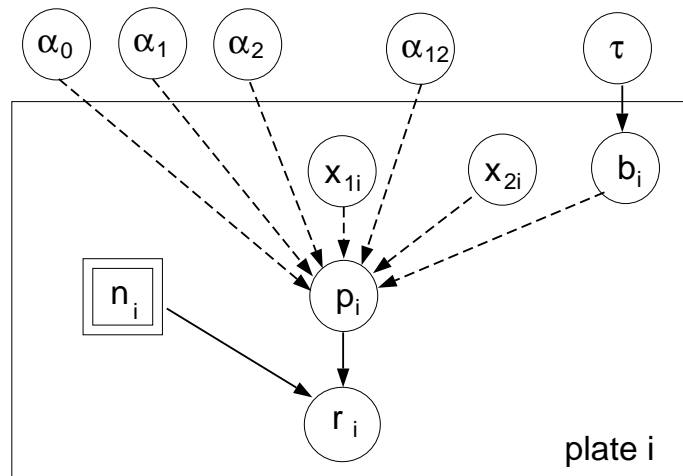 α₀ α₁ α₂ α₁₂ τ
x₁ᵢ x₂ᵢ bᵢ
nᵢ pᵢ
rᵢ
plate i